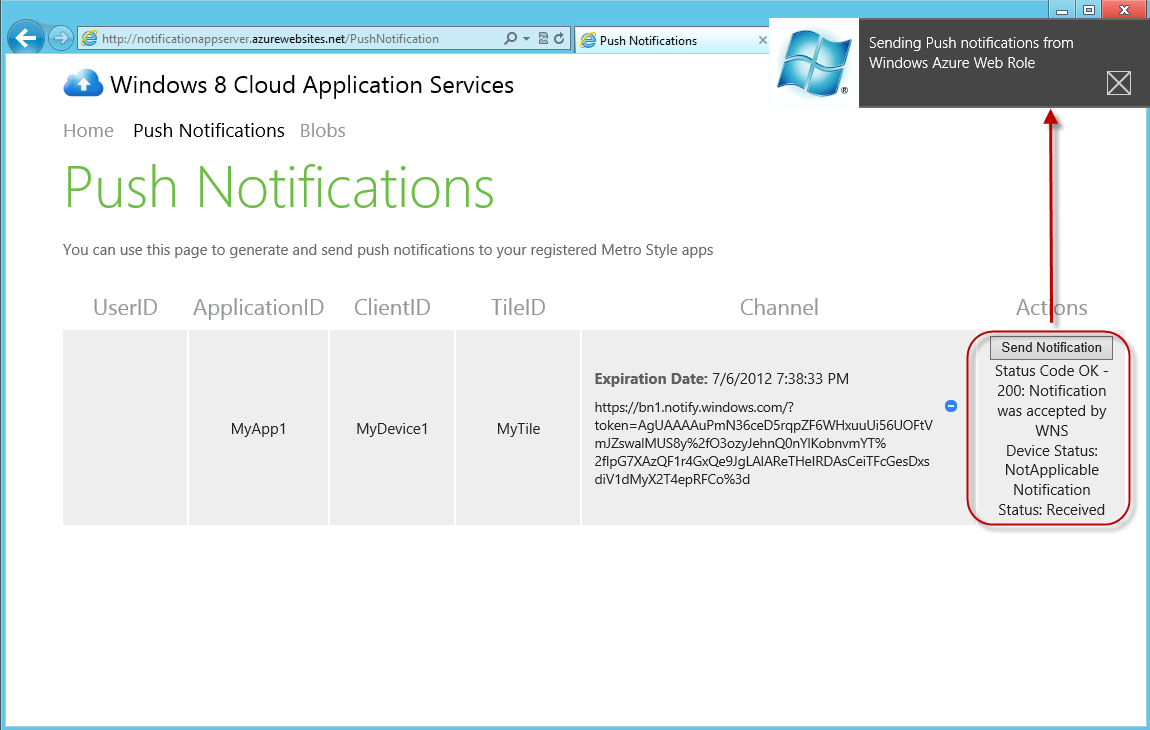 http://notificationappserver.azurewebsites.net/PushNotification
Push Notifications
Sending Push notifications from
Windows Azure Web Role
Windows 8 Cloud Application Services
Home Push Notifications Blobs
Push Notifications
You can use this page to generate and send push notifications to your registered Metro Style apps
UserID ApplicationID ClientID TileID Channel Actions
MyApp1 MyDevice1 MyTile
Expiration Date: 7/6/2012 7:38:33 PM
https://bn1.notify.windows.com/?
token=AgUAAAAuPmN36ceD5rqpZF6WHxuuUi56UOFtV
mJZswalMUS8y%2fO3ozyJehnQ0nYlKobnvmYT%
2flpG7XAzQF1r4GxQe9JgLAlAReTHeIRDAsCeiTFcGesDxs
diV1dMyX2T4epRFCo%3d
Send Notification
Status Code OK -
200: Notification
was accepted by
WNS
Device Status:
NotApplicable
Notification
Status: Received